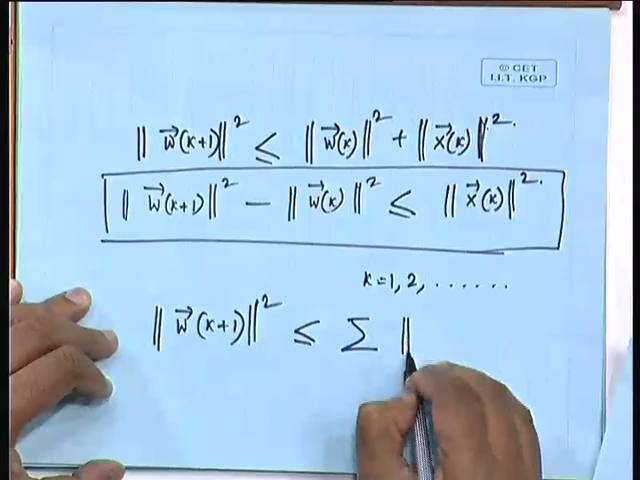 © CET
I.I.T. KGP
‖ w⃗(k+1)‖² ≤ ‖w⃗(k)‖² + ‖x⃗(k)‖².
‖ w⃗(k+1)‖² − ‖w⃗(k)‖² ≤ ‖x⃗(k)‖².
k=1, 2, ......
‖ w⃗(k+1)‖² ≤ Σ ‖